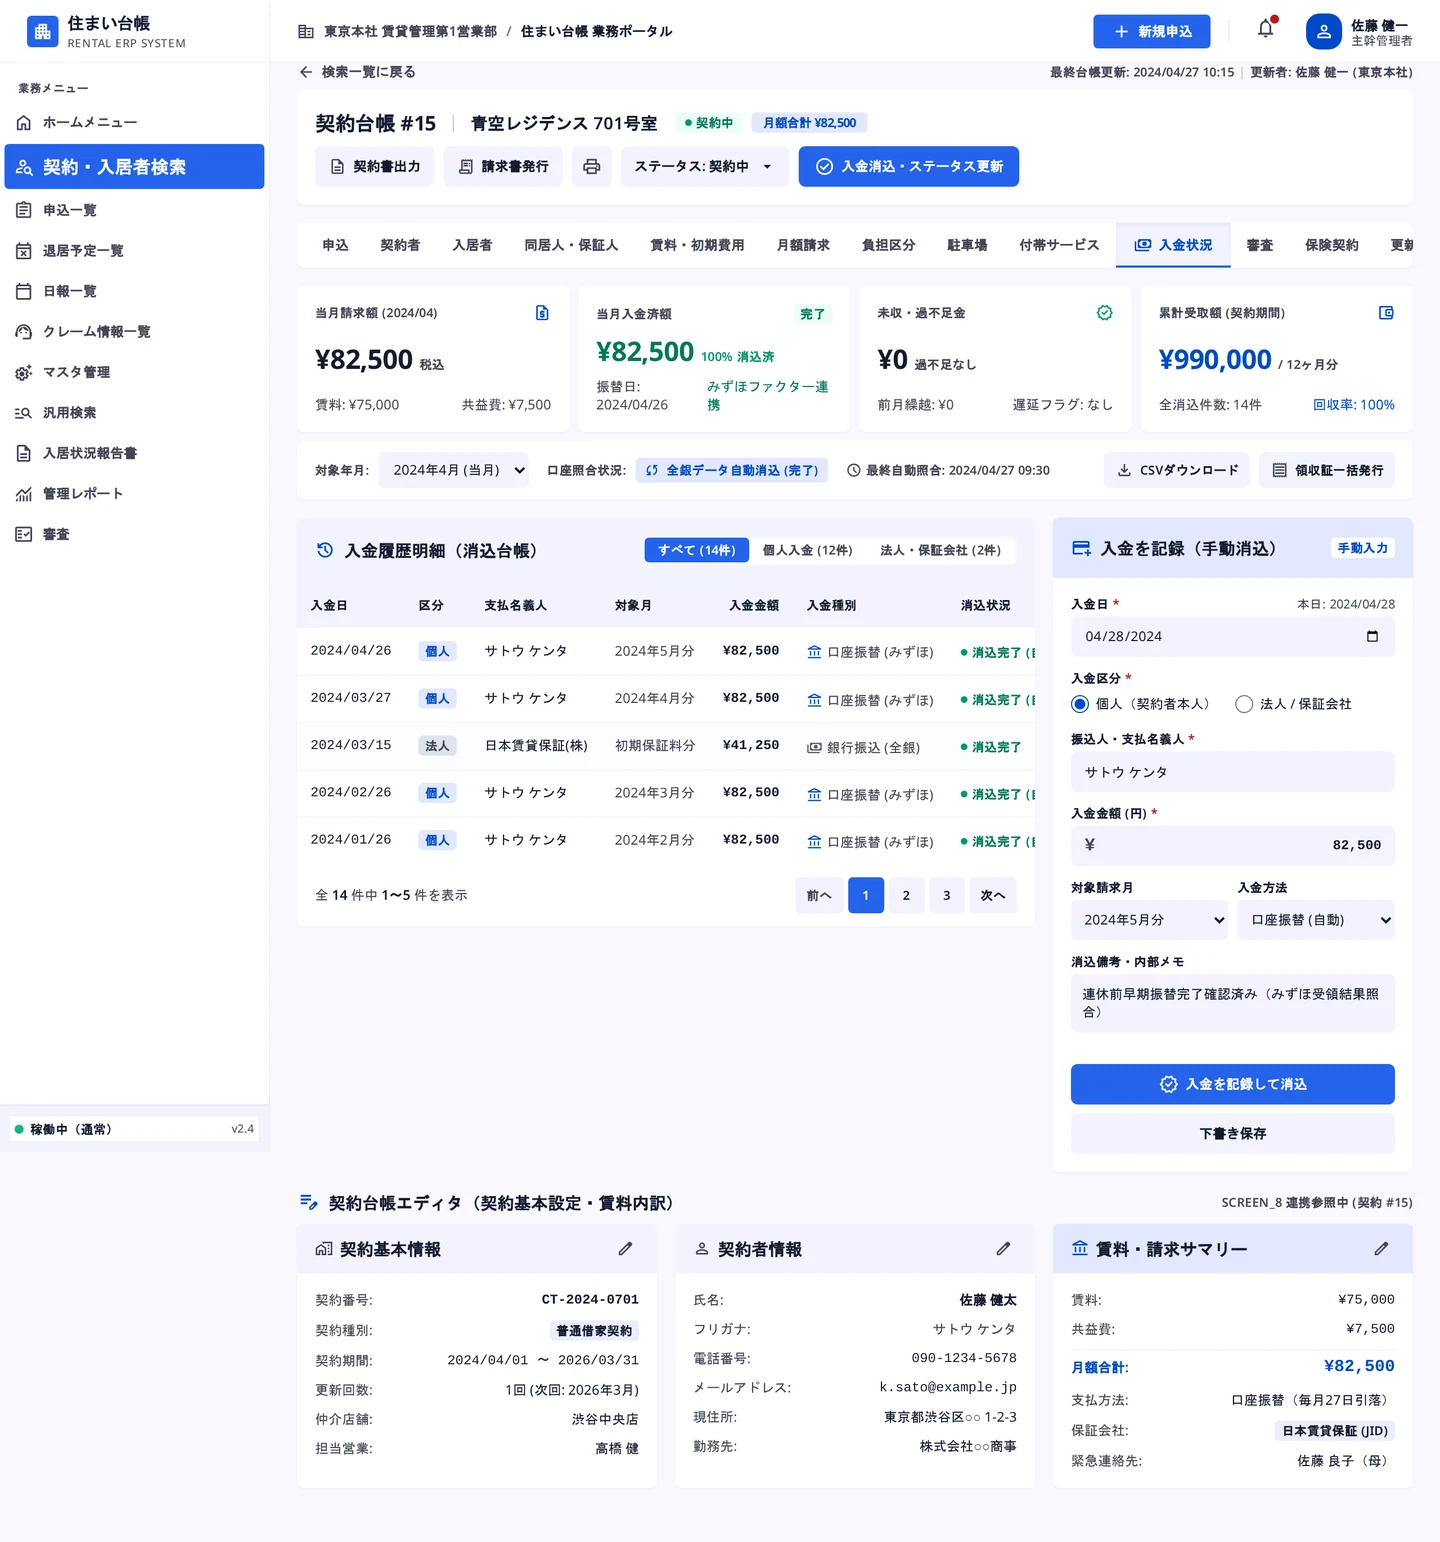 住まい台帳
RENTAL ERP SYSTEM
東京本社 賃貸管理第1営業部 / 住まい台帳 業務ポータル
新規申込
佐藤 健一
主幹管理者
業務メニュー
ホームメニュー
契約・入居者検索
申込一覧
退居予定一覧
日報一覧
クレーム情報一覧
マスタ管理
汎用検索
入居状況報告書
管理レポート
審査
稼働中（通常） v2.4
検索一覧に戻る
最終台帳更新: 2024/04/27 10:15 | 更新者: 佐藤 健一 (東京本社)
契約台帳 #15 | 青空レジデンス 701号室 契約中 月額合計 ¥82,500
契約書出力 請求書発行 ステータス: 契約中 入金消込・ステータス更新
申込 契約者 入居者 同居人・保証人 賃料・初期費用 月額請求 負担区分 駐車場 付帯サービス 入金状況 審査 保険契約 更新
当月請求額 (2024/04)
¥82,500 税込
賃料: ¥75,000 共益費: ¥7,500
当月入金済額 完了
¥82,500 100% 消込済
振替日: 2024/04/26
みずほファクター連携
未収・過不足金
¥0 過不足なし
前月繰越: ¥0 遅延フラグ: なし
累計受取額 (契約期間)
¥990,000 / 12ヶ月分
全消込件数: 14件 回収率: 100%
対象年月: 2024年4月 (当月) 口座照合状況: 全銀データ自動消込 (完了) 最終自動照合: 2024/04/27 09:30 CSVダウンロード 領収証一括発行
入金履歴明細（消込台帳） すべて (14件) 個人入金 (12件) 法人・保証会社 (2件)
入金日 区分 支払名義人 対象月 入金金額 入金種別 消込状況
2024/04/26 個人 サトウ ケンタ 2024年5月分 ¥82,500 口座振替 (みずほ) 消込完了 (
2024/03/27 個人 サトウ ケンタ 2024年4月分 ¥82,500 口座振替 (みずほ) 消込完了 (
2024/03/15 法人 日本賃貸保証(株) 初期保証料分 ¥41,250 銀行振込 (全銀) 消込完了
2024/02/26 個人 サトウ ケンタ 2024年3月分 ¥82,500 口座振替 (みずほ) 消込完了 (
2024/01/26 個人 サトウ ケンタ 2024年2月分 ¥82,500 口座振替 (みずほ) 消込完了 (
全 14 件中 1〜5 件を表示 前へ 1 2 3 次へ
入金を記録（手動消込） 手動入力
入金日 * 本日: 2024/04/28
04/28/2024
入金区分 *
個人（契約者本人） 法人 / 保証会社
振込人・支払名義人 *
サトウ ケンタ
入金金額 (円) *
¥ 82,500
対象請求月 入金方法
2024年5月分 口座振替 (自動)
消込備考・内部メモ
連休前早期振替完了確認済み（みずほ受領結果照
合）
入金を記録して消込
下書き保存
契約台帳エディタ（契約基本設定・賃料内訳） SCREEN_8 連携参照中 (契約 #15)
契約基本情報
契約番号: CT-2024-0701
契約種別: 普通借家契約
契約期間: 2024/04/01 〜 2026/03/31
更新回数: 1回 (次回: 2026年3月)
仲介店舗: 渋谷中央店
担当営業: 高橋 健
契約者情報
氏名: 佐藤 健太
フリガナ: サトウ ケンタ
電話番号: 090-1234-5678
メールアドレス: k.sato@example.jp
現住所: 東京都渋谷区○○ 1-2-3
勤務先: 株式会社○○商事
賃料・請求サマリー
賃料: ¥75,000
共益費: ¥7,500
月額合計: ¥82,500
支払方法: 口座振替（毎月27日引落）
保証会社: 日本賃貸保証 (JID)
緊急連絡先: 佐藤 良子（母）